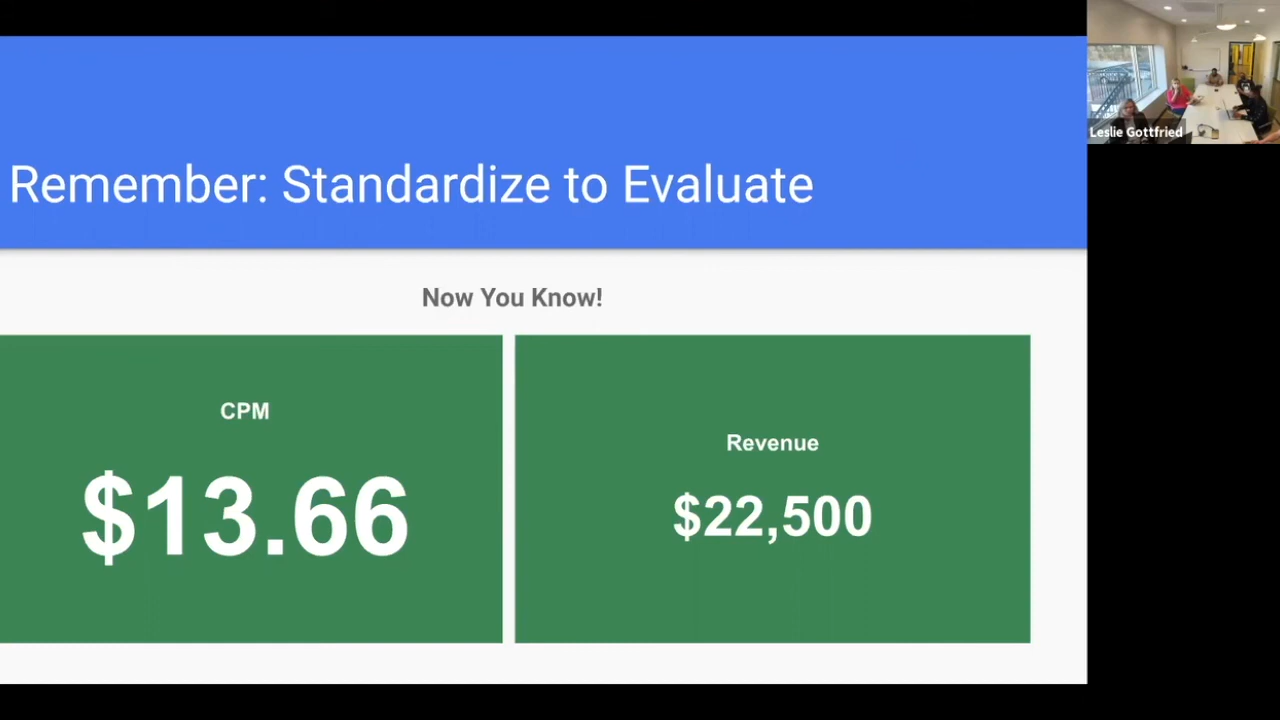 Leslie Gottfried
Remember: Standardize to Evaluate
Now You Know!
CPM
$13.66
Revenue
$22,500